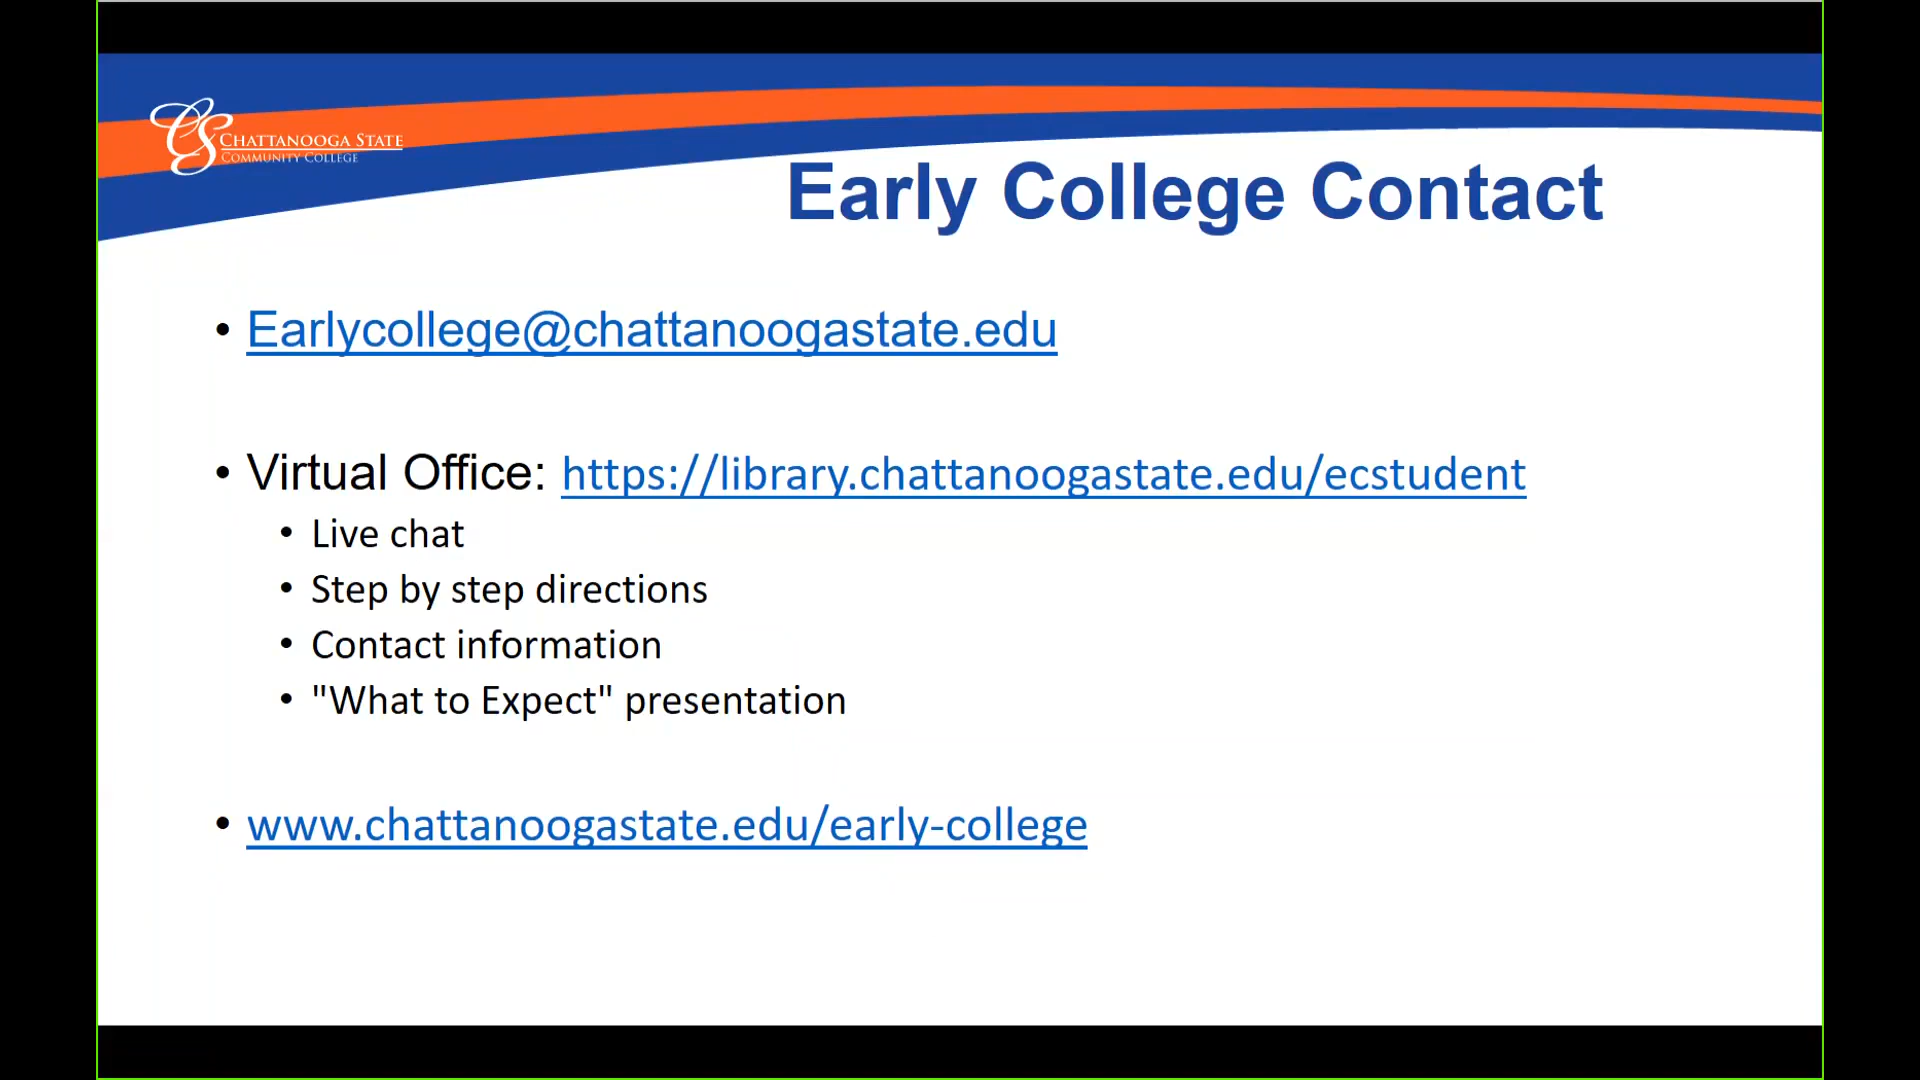 CHATTANOOGA STATE
COMMUNITY COLLEGE
Early College Contact
• Earlycollege@chattanoogastate.edu
• Virtual Office: https://library.chattanoogastate.edu/ecstudent
• Live chat
• Step by step directions
• Contact information
• "What to Expect" presentation
• www.chattanoogastate.edu/early-college